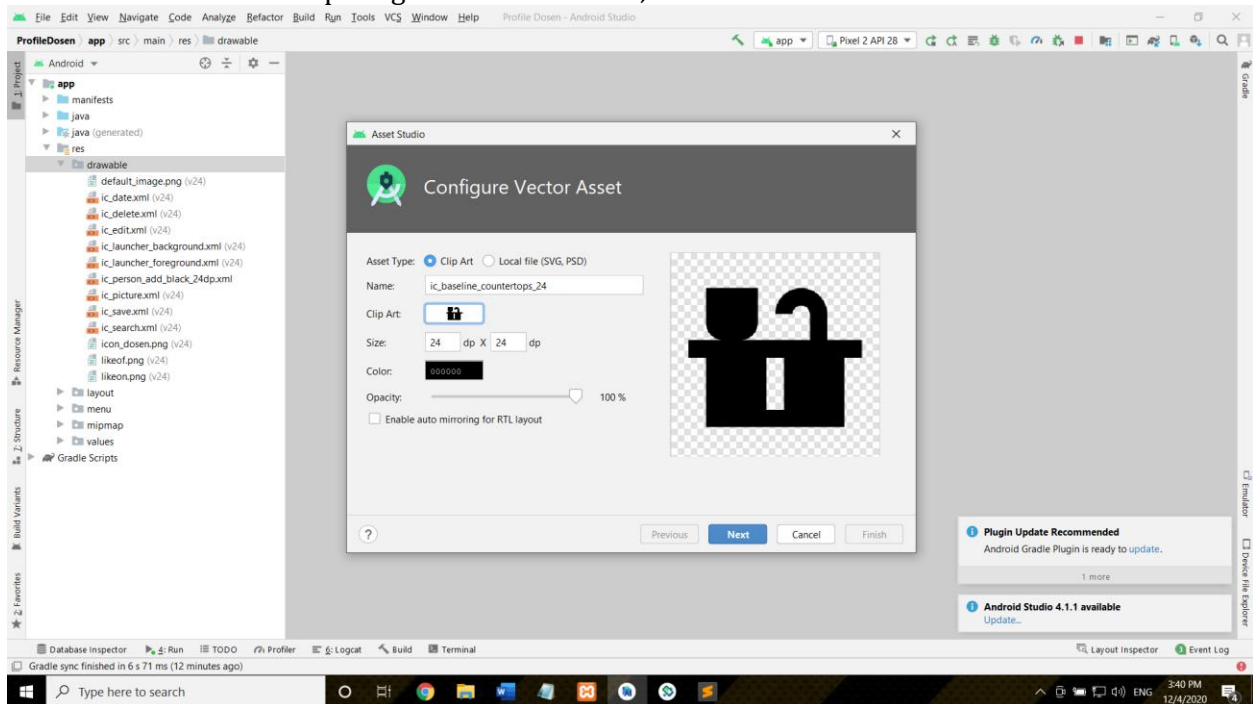 File Edit View Navigate Code Analyze Refactor Build Run Tools VCS Window Help Profile Dosen - Android Studio
ProfileDosen app src main res drawable app Pixel 2 API 28
1: Project
Android
app
manifests
java
java (generated)
res
drawable
default_image.png (v24)
ic_date.xml (v24)
ic_delete.xml (v24)
ic_edit.xml (v24)
ic_launcher_background.xml (v24)
ic_launcher_foreground.xml (v24)
ic_person_add_black_24dp.xml
ic_picture.xml (v24)
ic_save.xml (v24)
ic_search.xml (v24)
icon_dosen.png (v24)
likeof.png (v24)
likeon.png (v24)
layout
menu
mipmap
values
Gradle Scripts
Resource Manager
Z: Structure
Build Variants
2: Favorites
Asset Studio
Configure Vector Asset
Asset Type: Clip Art Local file (SVG, PSD)
Name: ic_baseline_countertops_24
Clip Art:
Size: 24 dp X 24 dp
Color: 000000
Opacity: 100 %
Enable auto mirroring for RTL layout
? Previous Next Cancel Finish
Gradle
Emulator
Device File Explorer
Plugin Update Recommended
Android Gradle Plugin is ready to update.
1 more
Android Studio 4.1.1 available
Update...
Database Inspector 4: Run TODO Profiler 6: Logcat Build Terminal Layout Inspector 1 Event Log
Gradle sync finished in 6 s 71 ms (12 minutes ago)
Type here to search ENG 3:40 PM
12/4/2020 4